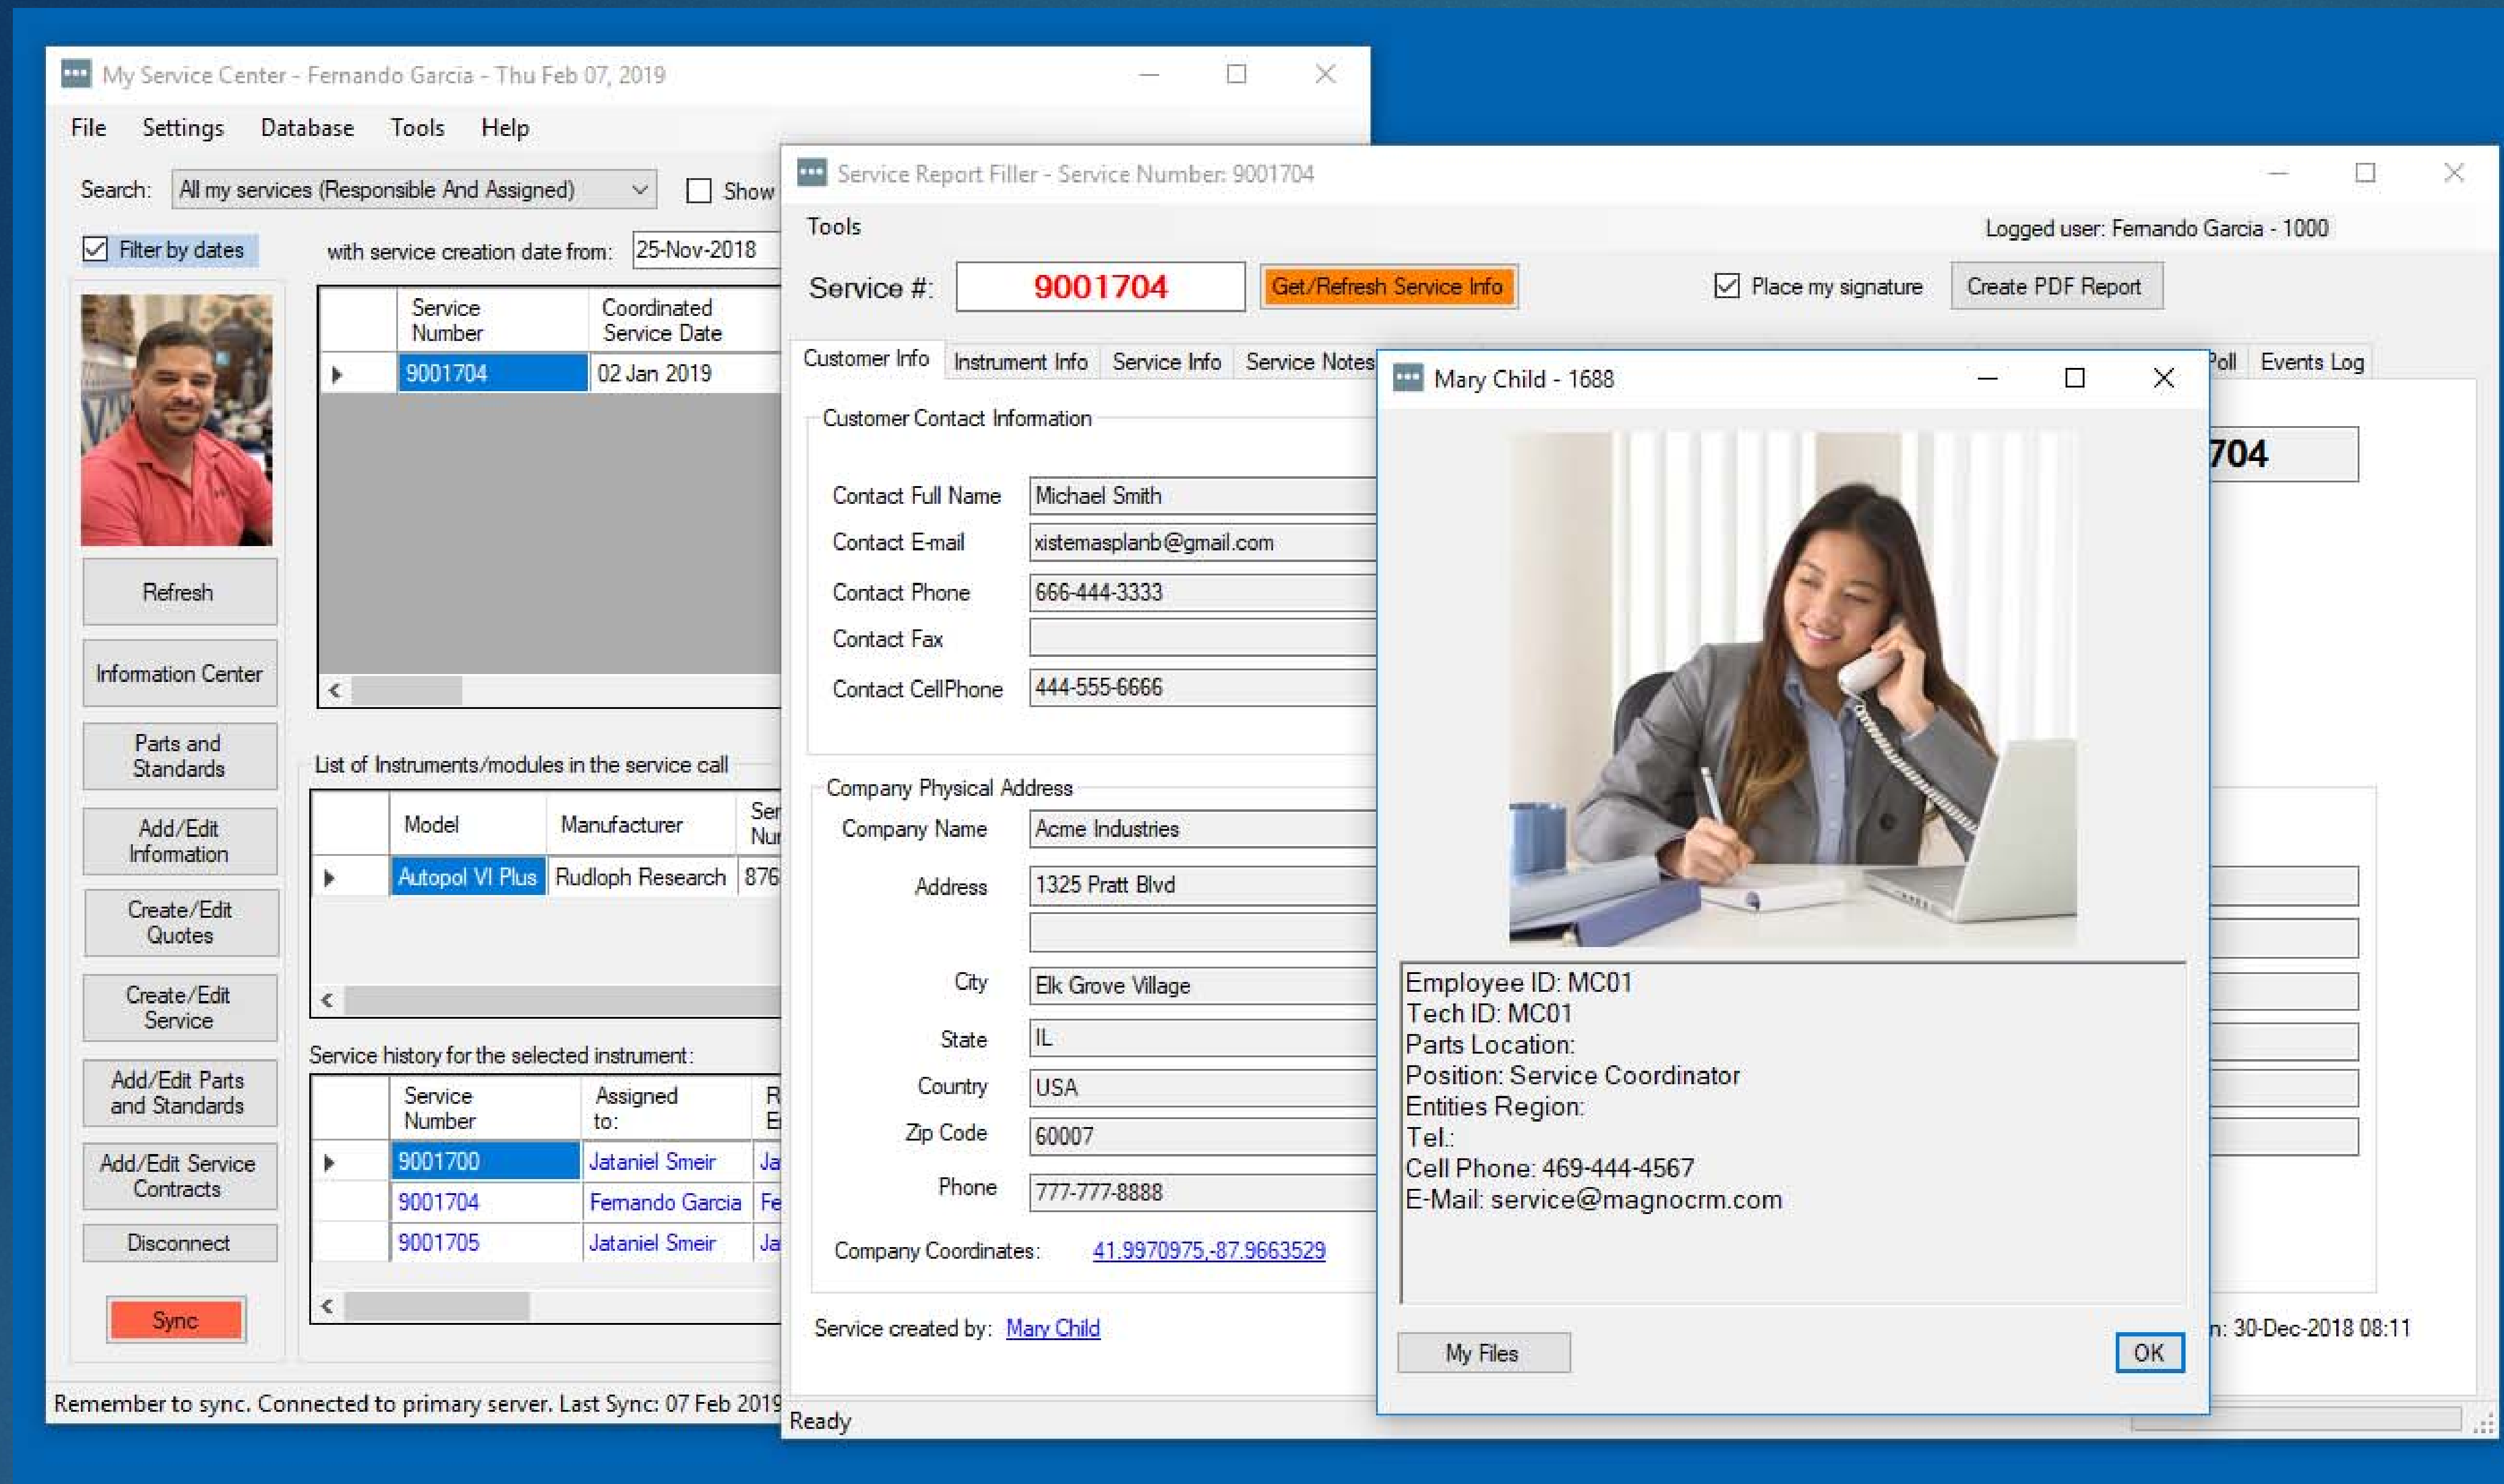 My Service Center - Fernando Garcia - Thu Feb 07, 2019
File Settings Database Tools Help
Search: All my services (Responsible And Assigned) Show
Filter by dates with service creation date from: 25-Nov-2018
Service Number Coordinated Service Date
9001704 02 Jan 2019
Refresh
Information Center
Parts and Standards
Add/Edit Information
Create/Edit Quotes
Create/Edit Service
Add/Edit Parts and Standards
Add/Edit Service Contracts
Disconnect
Sync
List of Instruments/modules in the service call
Model Manufacturer
Autopol VI Plus Rudloph Research 876
Service history for the selected instrument:
Service Number Assigned to:
9001700 Jataniel Smeir Ja
9001704 Fernando Garcia Fe
9001705 Jataniel Smeir Ja
Remember to sync. Connected to primary server. Last Sync: 07 Feb 2019
Service Report Filler - Service Number: 9001704
Tools
Logged user: Fernando Garcia - 1000
Service #: 9001704 Get/Refresh Service Info Place my signature Create PDF Report
Customer Info Instrument Info Service Info Service Notes Poll Events Log
704
Customer Contact Information
Contact Full Name Michael Smith
Contact E-mail xistemasplanb@gmail.com
Contact Phone 666-444-3333
Contact Fax
Contact CellPhone 444-555-6666
Company Physical Address
Company Name Acme Industries
Address 1325 Pratt Blvd
City Elk Grove Village
State IL
Country USA
Zip Code 60007
Phone 777-777-8888
Company Coordinates: 41.9970975,-87.9663529
Service created by: Mary Child
n: 30-Dec-2018 08:11
Ready
Mary Child - 1688
Employee ID: MC01
Tech ID: MC01
Parts Location:
Position: Service Coordinator
Entities Region:
Tel.:
Cell Phone: 469-444-4567
E-Mail: service@magnocrm.com
My Files OK